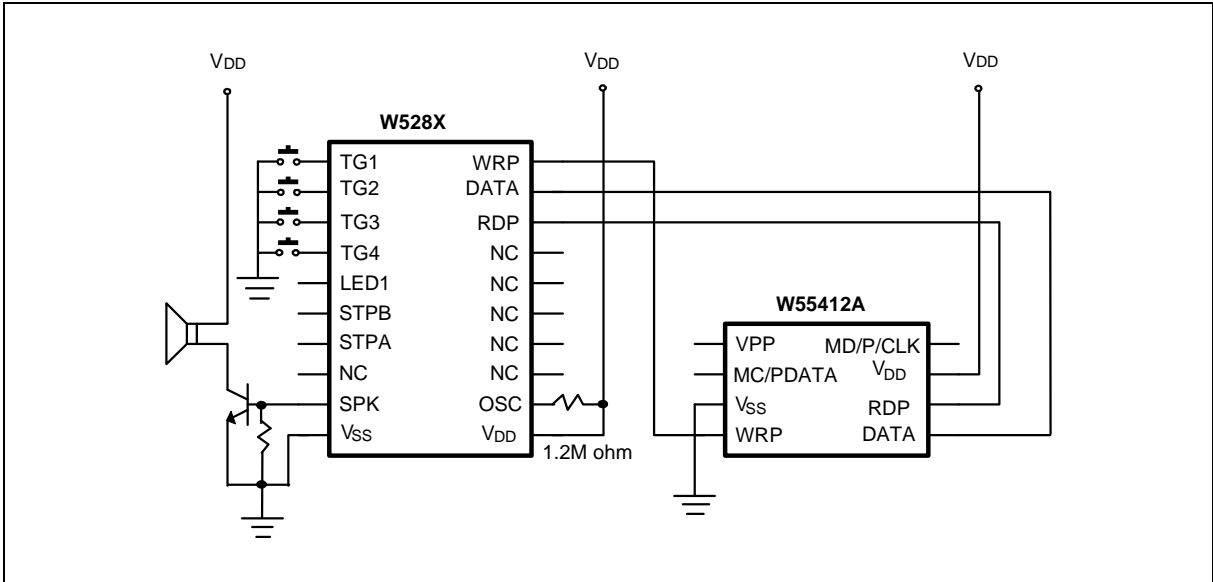 VDD
VDD
VDD
W528X
TG1
TG2
TG3
TG4
LED1
STPB
STPA
NC
SPK
VSS
WRP
DATA
RDP
NC
NC
NC
NC
NC
OSC
VDD
1.2M ohm
W55412A
VPP
MC/PDATA
VSS
WRP
MD/P/CLK
VDD
RDP
DATA